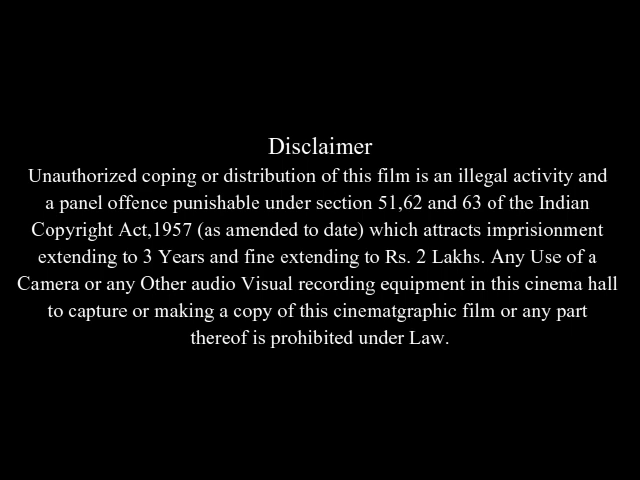 Disclaimer
Unauthorized coping or distribution of this film is an illegal activity and
a panel offence punishable under section 51,62 and 63 of the Indian
Copyright Act,1957 (as amended to date) which attracts imprisionment
extending to 3 Years and fine extending to Rs. 2 Lakhs. Any Use of a
Camera or any Other audio Visual recording equipment in this cinema hall
to capture or making a copy of this cinematgraphic film or any part
thereof is prohibited under Law.